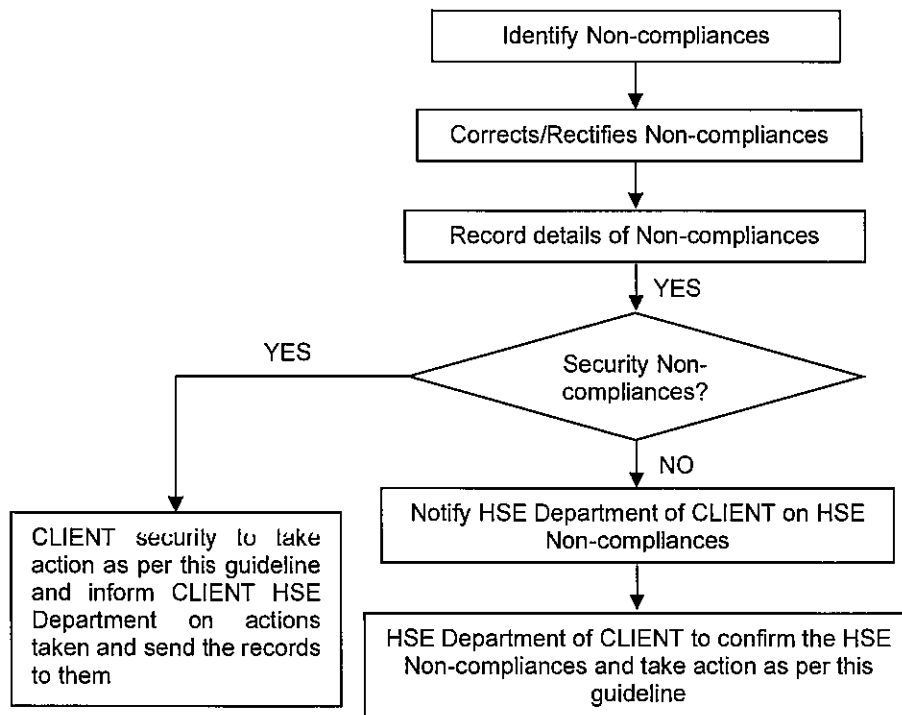 Identify Non-compliances
Corrects/Rectifies Non-compliances
Record details of Non-compliances
YES
YES
Security Non-
compliances?
NO
Notify HSE Department of CLIENT on HSE
Non-compliances
CLIENT security to take
action as per this guideline
and inform CLIENT HSE
Department on actions
taken and send the records
to them
HSE Department of CLIENT to confirm the HSE
Non-compliances and take action as per this
guideline